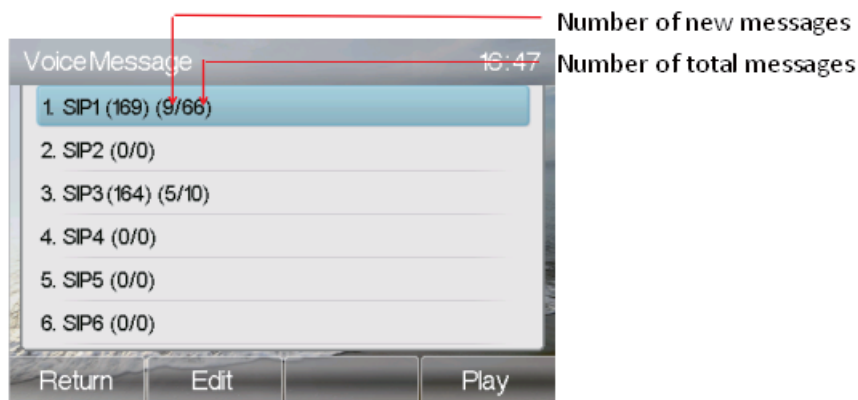 Number of new messages
Voice Message 16:47 Number of total messages
1. SIP1 (169) (9/66)
2. SIP2 (0/0)
3. SIP3 (164) (5/10)
4. SIP4 (0/0)
5. SIP5 (0/0)
6. SIP6 (0/0)
Return Edit Play